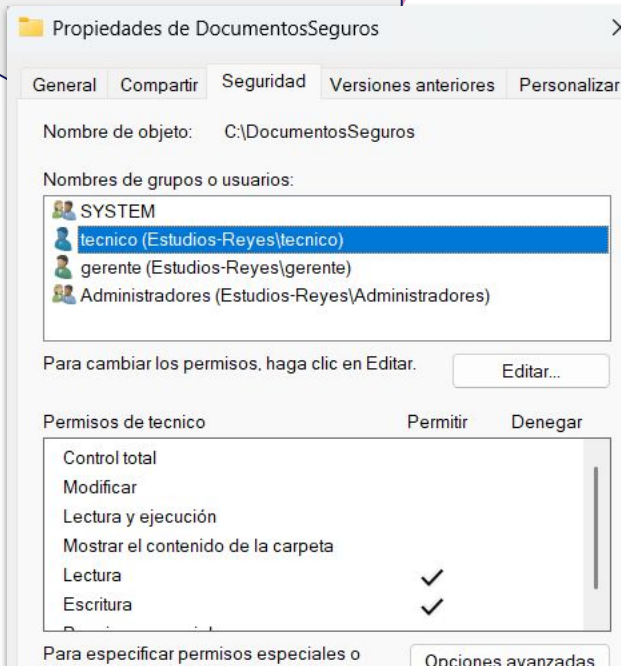 Propiedades de DocumentosSeguros
General Compartir Seguridad Versiones anteriores Personalizar
Nombre de objeto: C:\DocumentosSeguros
Nombres de grupos o usuarios:
SYSTEM
tecnico (Estudios-Reyes\tecnico)
gerente (Estudios-Reyes\gerente)
Administradores (Estudios-Reyes\Administradores)
Para cambiar los permisos, haga clic en Editar. Editar...
Permisos de tecnico Permitir Denegar
Control total
Modificar
Lectura y ejecución
Mostrar el contenido de la carpeta
Lectura
Escritura
Para especificar permisos especiales o Opciones avanzadas